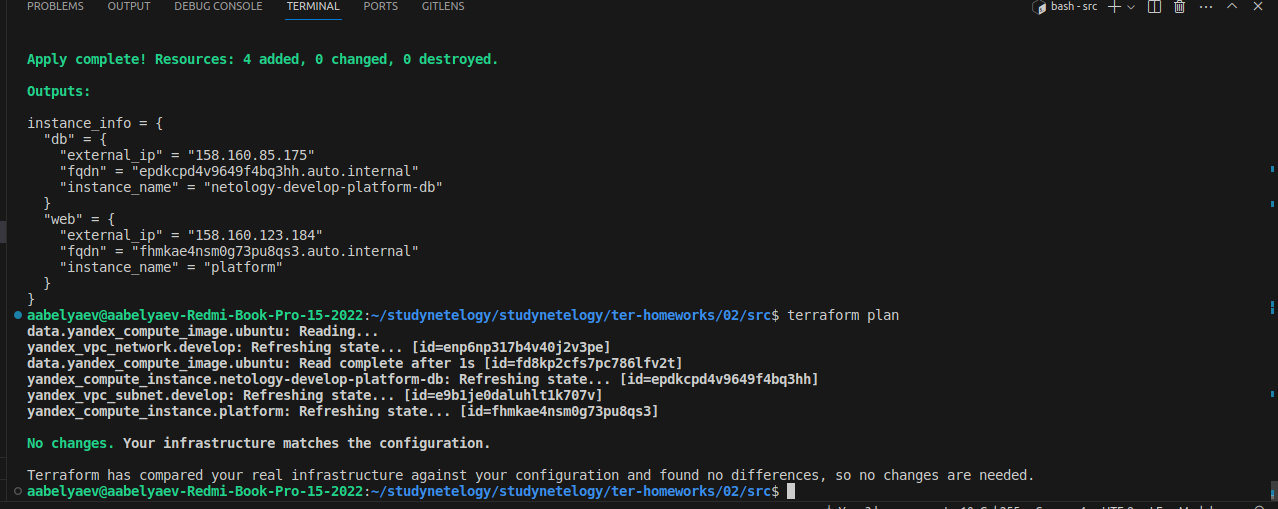 PROBLEMS OUTPUT DEBUG CONSOLE TERMINAL PORTS GITLENS bash - src
Apply complete! Resources: 4 added, 0 changed, 0 destroyed.
Outputs:
instance_info = {
  "db" = {
    "external_ip" = "158.160.85.175"
    "fqdn" = "epdkcpd4v9649f4bq3hh.auto.internal"
    "instance_name" = "netology-develop-platform-db"
  }
  "web" = {
    "external_ip" = "158.160.123.184"
    "fqdn" = "fhmkae4nsm0g73pu8qs3.auto.internal"
    "instance_name" = "platform"
  }
}
aabelyaev@aabelyaev-Redmi-Book-Pro-15-2022:~/studynetelogy/studynetelogy/ter-homeworks/02/src$ terraform plan
data.yandex_compute_image.ubuntu: Reading...
yandex_vpc_network.develop: Refreshing state... [id=enp6np317b4v40j2v3pe]
data.yandex_compute_image.ubuntu: Read complete after 1s [id=fd8kp2cfs7pc786lfv2t]
yandex_compute_instance.netology-develop-platform-db: Refreshing state... [id=epdkcpd4v9649f4bq3hh]
yandex_vpc_subnet.develop: Refreshing state... [id=e9b1je0daluhlt1k707v]
yandex_compute_instance.platform: Refreshing state... [id=fhmkae4nsm0g73pu8qs3]
No changes. Your infrastructure matches the configuration.
Terraform has compared your real infrastructure against your configuration and found no differences, so no changes are needed.
aabelyaev@aabelyaev-Redmi-Book-Pro-15-2022:~/studynetelogy/studynetelogy/ter-homeworks/02/src$